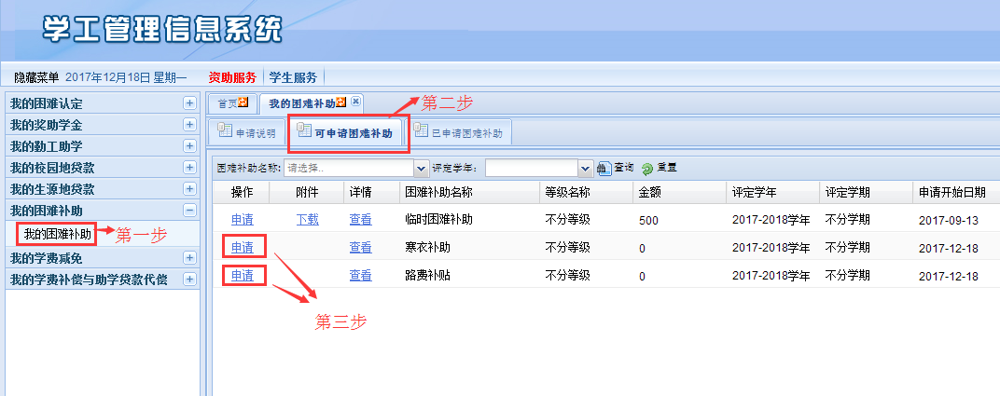 学工管理信息系统
隐藏菜单 2017年12月18日 星期一 资助服务 学生服务
我的困难认定
我的奖助学金
我的勤工助学
我的校园地贷款
我的生源地贷款
我的困难补助
我的困难补助 第一步
我的学费减免
我的学费补偿与助学贷款代偿
首页 我的困难补助 第二步
申请说明 可申请困难补助 已申请困难补助
困难补助名称: 请选择.. 评定学年: 查询 重置
操作 附件 详情 困难补助名称 等级名称 金额 评定学年 评定学期 申请开始日期
申请 下载 查看 临时困难补助 不分等级 500 2017-2018学年 不分学期 2017-09-13
申请 查看 寒衣补助 不分等级 0 2017-2018学年 不分学期 2017-12-18
申请 查看 路费补贴 不分等级 0 2017-2018学年 不分学期 2017-12-18
第三步